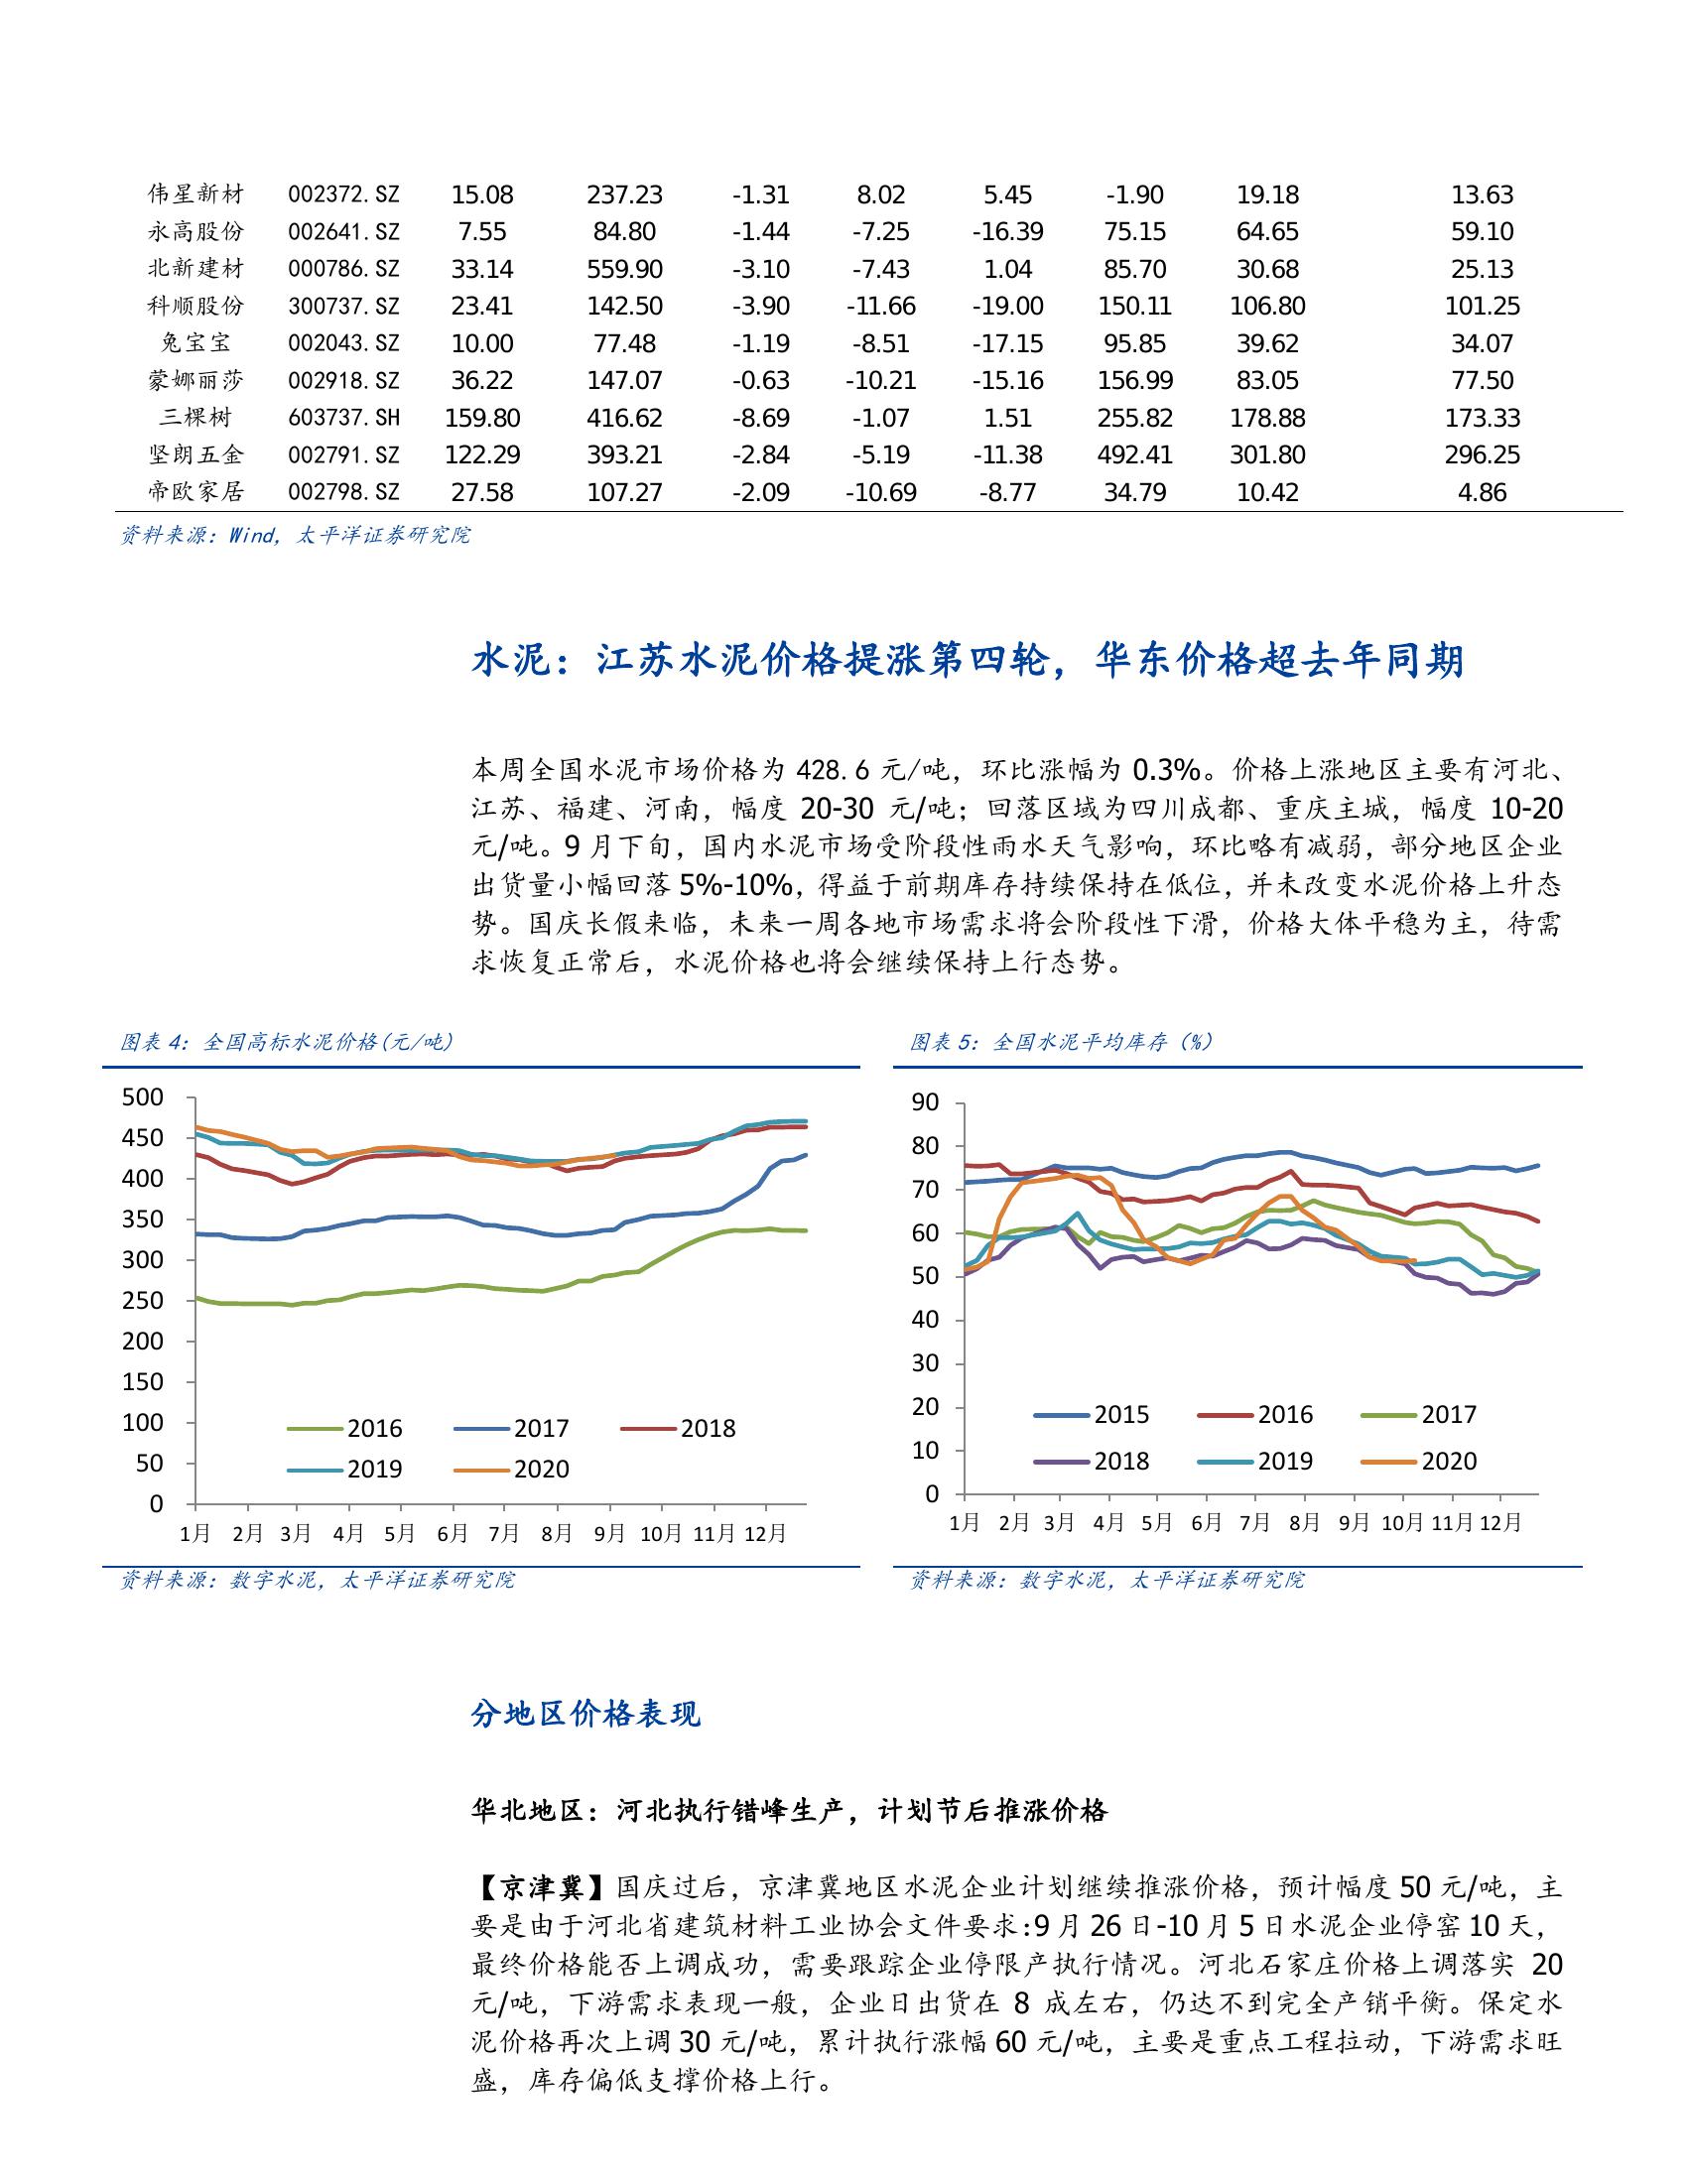 伟星新材 002372.SZ 15.08 237.23 -1.31 8.02 5.45 -1.90 19.18 13.63
永高股份 002641.SZ 7.55 84.80 -1.44 -7.25 -16.39 75.15 64.65 59.10
北新建材 000786.SZ 33.14 559.90 -3.10 -7.43 1.04 85.70 30.68 25.13
科顺股份 300737.SZ 23.41 142.50 -3.90 -11.66 -19.00 150.11 106.80 101.25
兔宝宝 002043.SZ 10.00 77.48 -1.19 -8.51 -17.15 95.85 39.62 34.07
蒙娜丽莎 002918.SZ 36.22 147.07 -0.63 -10.21 -15.16 156.99 83.05 77.50
三棵树 603737.SH 159.80 416.62 -8.69 -1.07 1.51 255.82 178.88 173.33
坚朗五金 002791.SZ 122.29 393.21 -2.84 -5.19 -11.38 492.41 301.80 296.25
帝欧家居 002798.SZ 27.58 107.27 -2.09 -10.69 -8.77 34.79 10.42 4.86
资料来源：Wind，太平洋证券研究院
水泥：江苏水泥价格提涨第四轮，华东价格超去年同期
本周全国水泥市场价格为 428.6 元/吨，环比涨幅为 0.3%。价格上涨地区主要有河北、
江苏、福建、河南，幅度 20-30 元/吨；回落区域为四川成都、重庆主城，幅度 10-20
元/吨。9 月下旬，国内水泥市场受阶段性雨水天气影响，环比略有减弱，部分地区企业
出货量小幅回落 5%-10%，得益于前期库存持续保持在低位，并未改变水泥价格上升态
势。国庆长假来临，未来一周各地市场需求将会阶段性下滑，价格大体平稳为主，待需
求恢复正常后，水泥价格也将会继续保持上行态势。
图表 4：全国高标水泥价格(元/吨)
500
450
400
350
300
250
200
150
100
50
0
2016 2017 2018
2019 2020
1月 2月 3月 4月 5月 6月 7月 8月 9月 10月 11月 12月
资料来源：数字水泥，太平洋证券研究院
图表 5：全国水泥平均库存（%）
90
80
70
60
50
40
30
20
10
0
2015 2016 2017
2018 2019 2020
1月 2月 3月 4月 5月 6月 7月 8月 9月 10月 11月 12月
资料来源：数字水泥，太平洋证券研究院
分地区价格表现
华北地区：河北执行错峰生产，计划节后推涨价格
【京津冀】国庆过后，京津冀地区水泥企业计划继续推涨价格，预计幅度 50 元/吨，主
要是由于河北省建筑材料工业协会文件要求:9 月 26 日-10 月 5 日水泥企业停窑 10 天，
最终价格能否上调成功，需要跟踪企业停限产执行情况。河北石家庄价格上调落实 20
元/吨，下游需求表现一般，企业日出货在 8 成左右，仍达不到完全产销平衡。保定水
泥价格再次上调 30 元/吨，累计执行涨幅 60 元/吨，主要是重点工程拉动，下游需求旺
盛，库存偏低支撑价格上行。